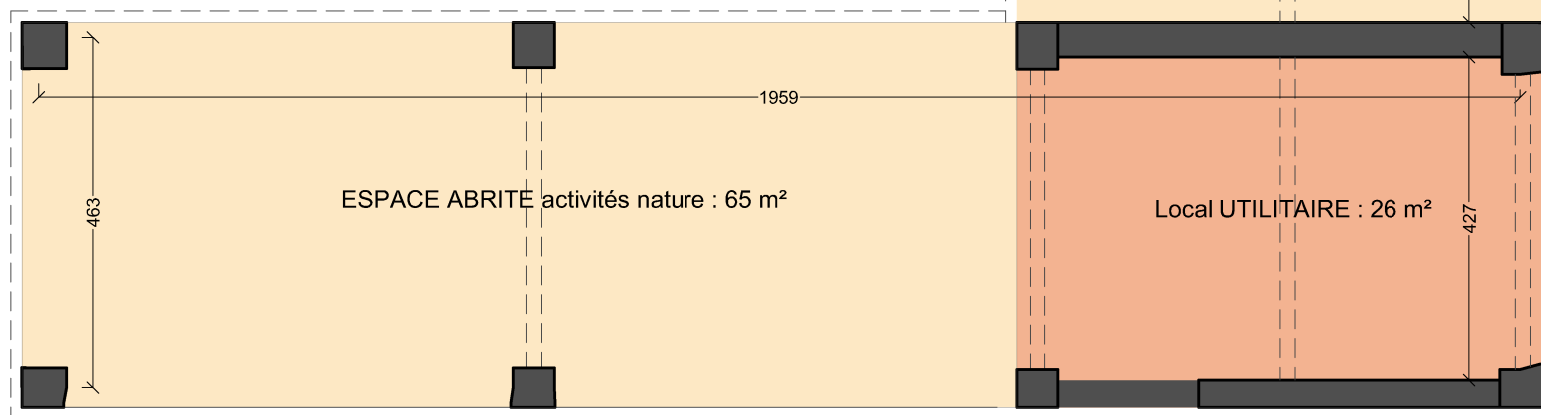 1959
463
ESPACE ABRITE activités nature : 65 m²
Local UTILITAIRE : 26 m²
427